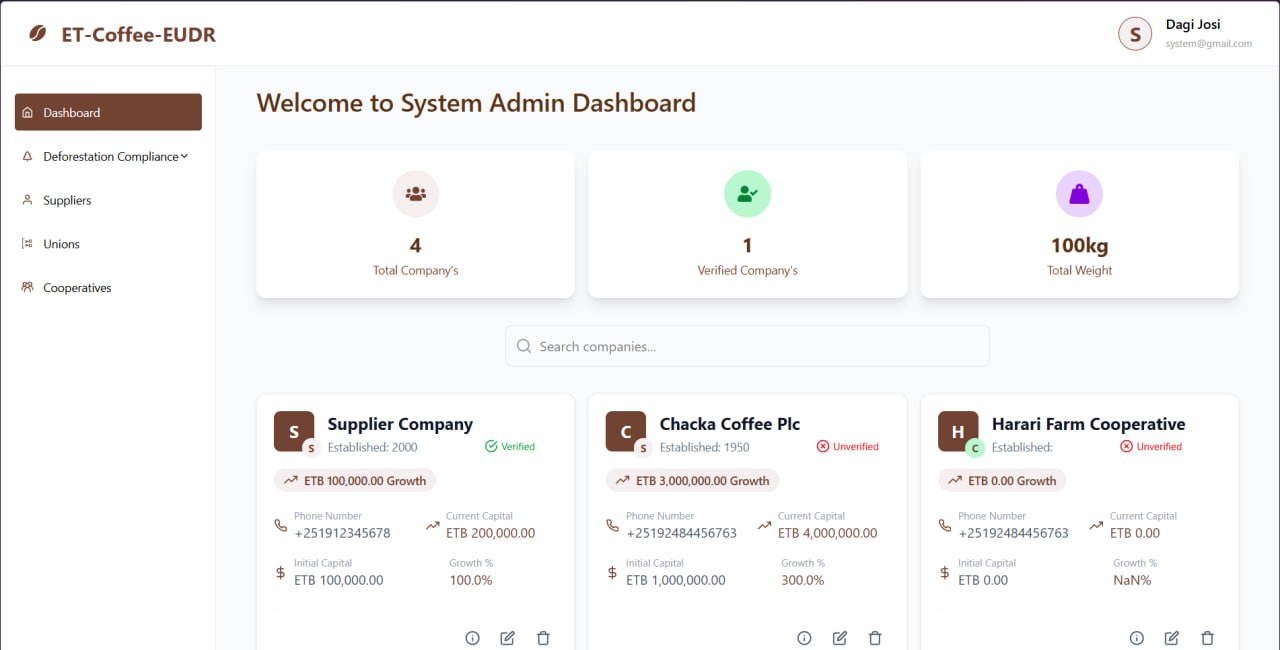 ET-Coffee-EUDR
S
Dagi Josi
system@gmail.com
Dashboard
Deforestation Compliance
Suppliers
Unions
Cooperatives
Welcome to System Admin Dashboard
4
Total Company's
1
Verified Company's
100kg
Total Weight
Search companies...
S
S
Supplier Company
Established: 2000
Verified
ETB 100,000.00 Growth
Phone Number
+251912345678
Current Capital
ETB 200,000.00
Initial Capital
ETB 100,000.00
Growth %
100.0%
C
S
Chacka Coffee Plc
Established: 1950
Unverified
ETB 3,000,000.00 Growth
Phone Number
+25192484456763
Current Capital
ETB 4,000,000.00
Initial Capital
ETB 1,000,000.00
Growth %
300.0%
H
C
Harari Farm Cooperative
Established:
Unverified
ETB 0.00 Growth
Phone Number
+25192484456763
Current Capital
ETB 0.00
Initial Capital
ETB 0.00
Growth %
NaN%